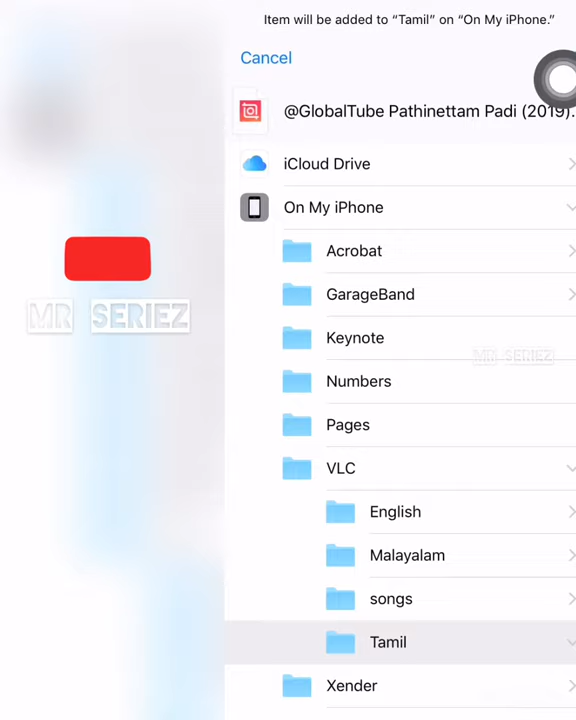 Item will be added to “Tamil” on “On My iPhone.”
Cancel
@GlobalTube Pathinettam Padi (2019).
iCloud Drive
On My iPhone
Acrobat
GarageBand
MR SERIEZ
Keynote
MR SERIEZ
Numbers
Pages
VLC
English
Malayalam
songs
Tamil
Xender